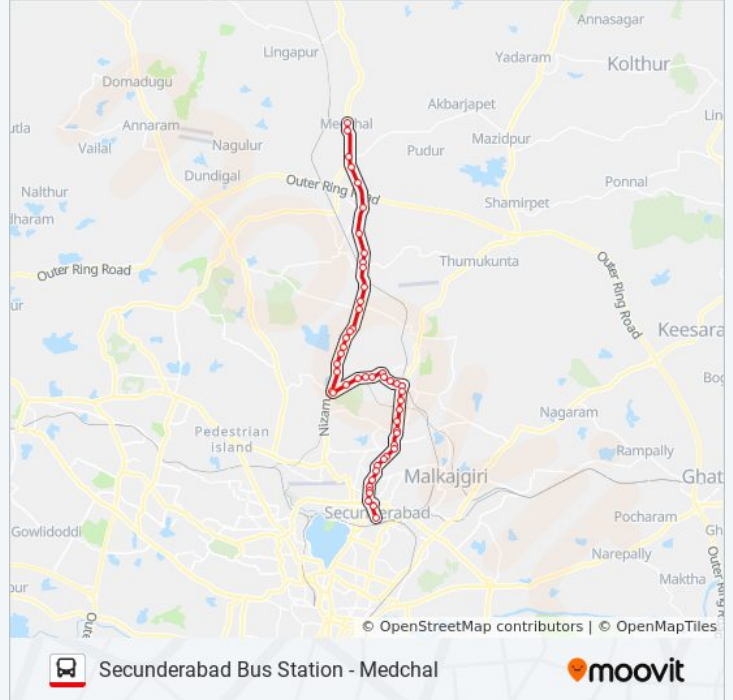 Annasagar
Lingapur
Yadaram
Kolthur
Domadugu
Akbarjapet
Annaram
Mazidpur
Vailal
Nagulur
Pudur
Dundigal
Ponnal
Nalthur
Outer Ring Road
Shamirpet
Thumukunta
Outer Ring Road
Outer Ring Road
Keesara
Nagaram
Pedestrian
island
Rampally
Malkajgiri
Ghat
Secunderabad
Pocharam
Gowlidoddi
Narepally
Maktha
© OpenStreetMap contributors | © OpenMapTiles
Secunderabad Bus Station - Medchal
moovit